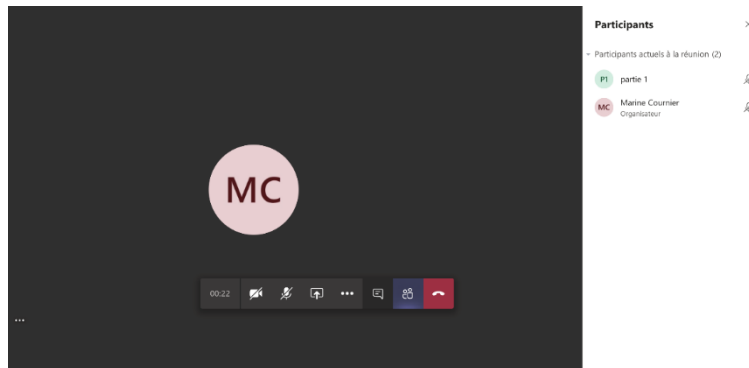 Participants
Participants actuels à la réunion (2)
P1 partie 1
MC Marine Cournier
Organisateur
MC
00:22